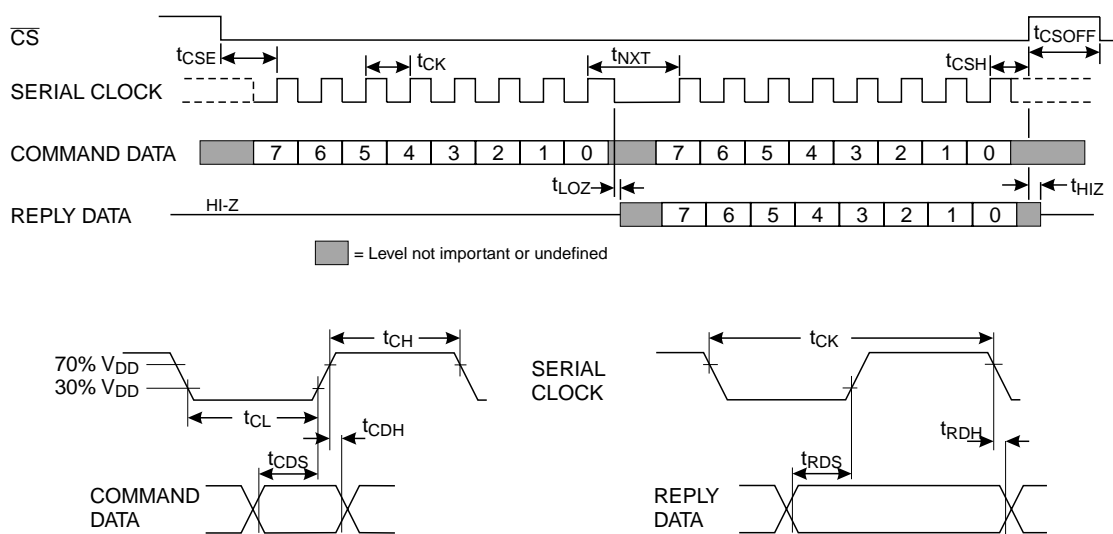 CS tCSOFF
tCSE tCK tNXT tCSH
SERIAL CLOCK
COMMAND DATA 7 6 5 4 3 2 1 0 7 6 5 4 3 2 1 0
tLOZ tHIZ
REPLY DATA HI-Z 7 6 5 4 3 2 1 0
= Level not important or undefined
tCH tCK
70% VDD
30% VDD
SERIAL
CLOCK
tCL tCDH tRDH
tCDS tRDS
COMMAND
DATA
REPLY
DATA